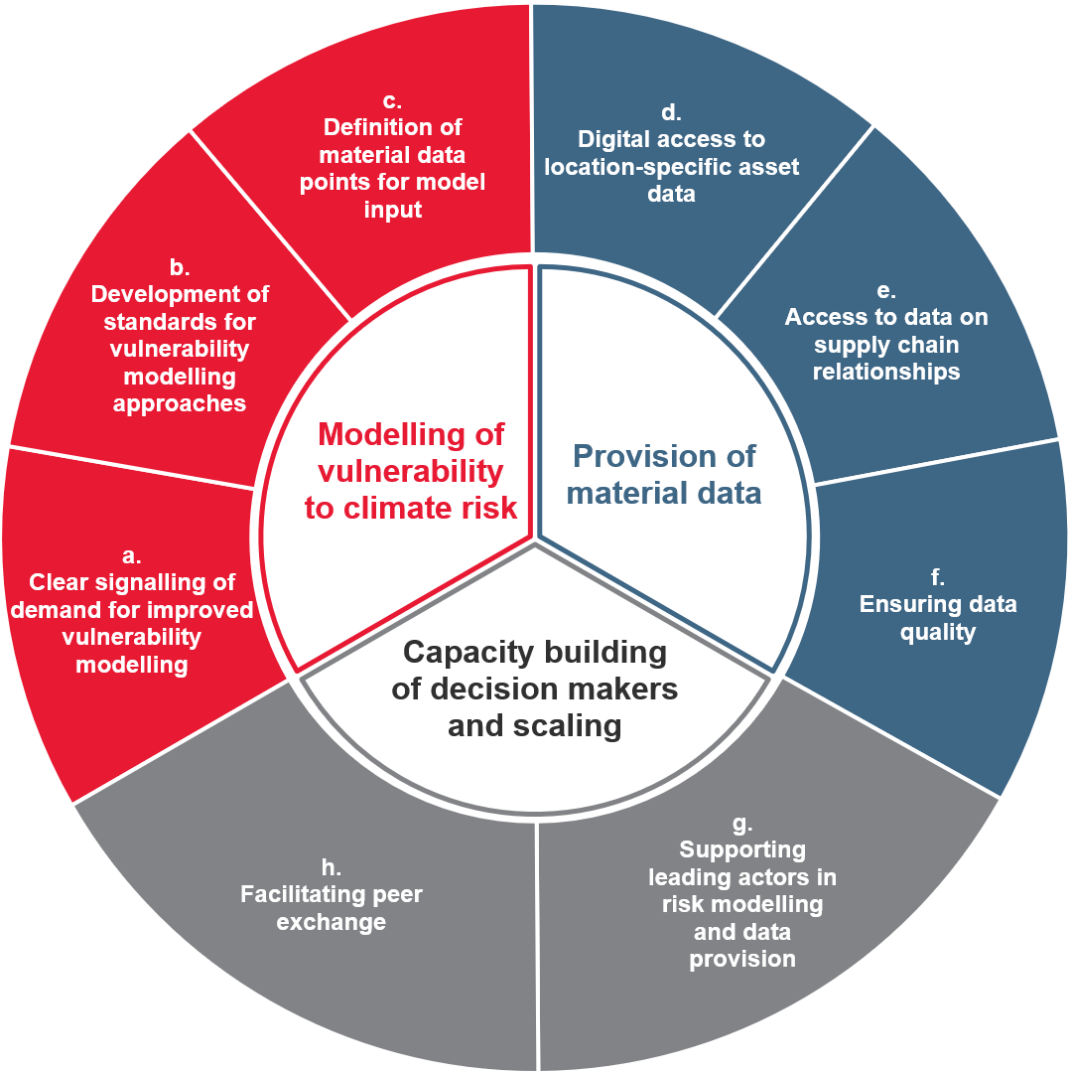 c.
Definition of
material data
points for model
input
d.
Digital access to
location-specific asset
data
b.
Development of
standards for
vulnerability
modelling
approaches
e.
Access to data on
supply chain
relationships
Modelling of
vulnerability
to climate risk
Provision of
material data
a.
Clear signalling of
demand for improved
vulnerability
modelling
f.
Ensuring data
quality
Capacity building
of decision makers
and scaling
h.
Facilitating peer
exchange
g.
Supporting
leading actors in
risk modelling
and data
provision